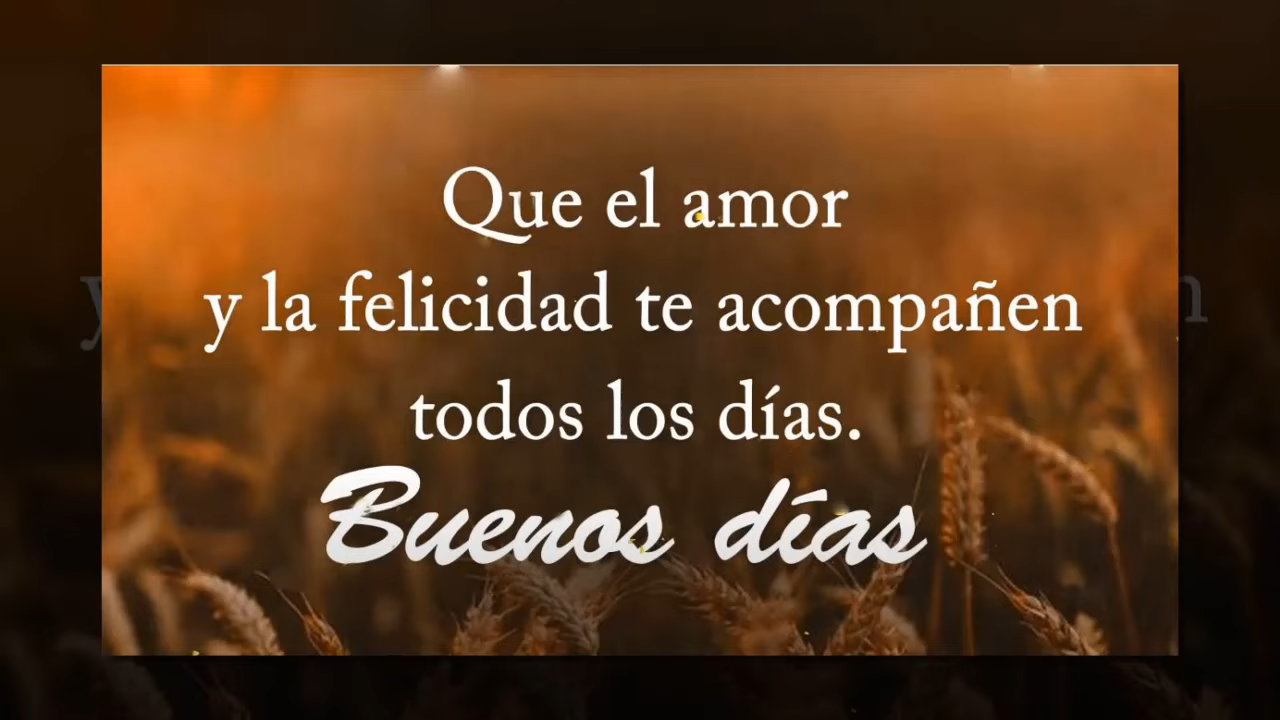 Que el amor
y la felicidad te acompañen
todos los días.
Buenos días